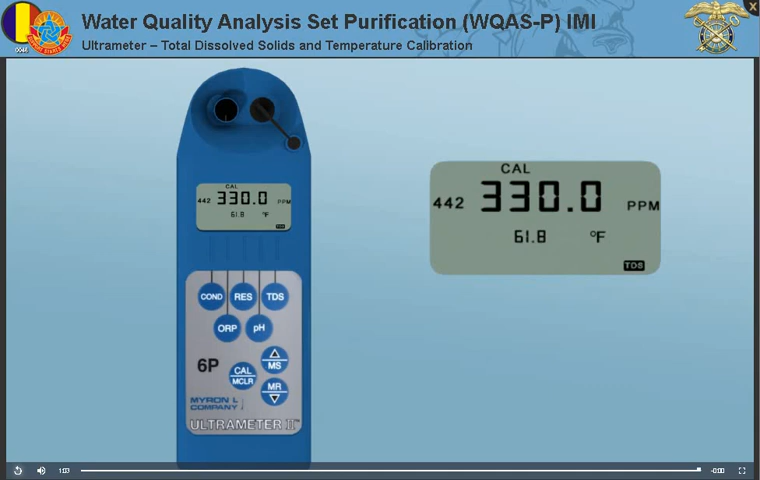 Water Quality Analysis Set Purification (WQAS-P) IMI
Ultrameter – Total Dissolved Solids and Temperature Calibration
X
CAL
442 330.0 PPM
61.8 °F
TDS
CAL
442 330.0 PPM
61.8 °F
TDS
COND RES TDS
ORP pH
6P
CAL
MCLR
MS
MR
MYRON L
COMPANY
ULTRAMETER II™
1:03
-0:00